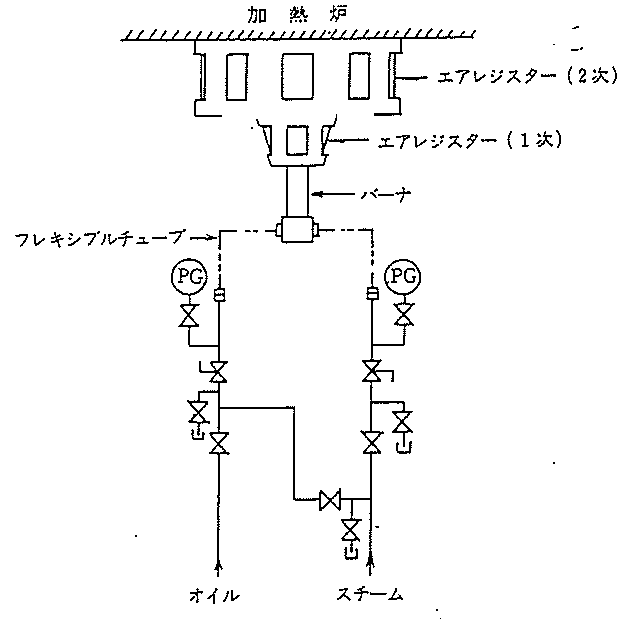 加熱炉
エアレジスター(2次)
エアレジスター(1次)
バーナ
フレキシブルチューブ
PG
PG
オイル
スチーム